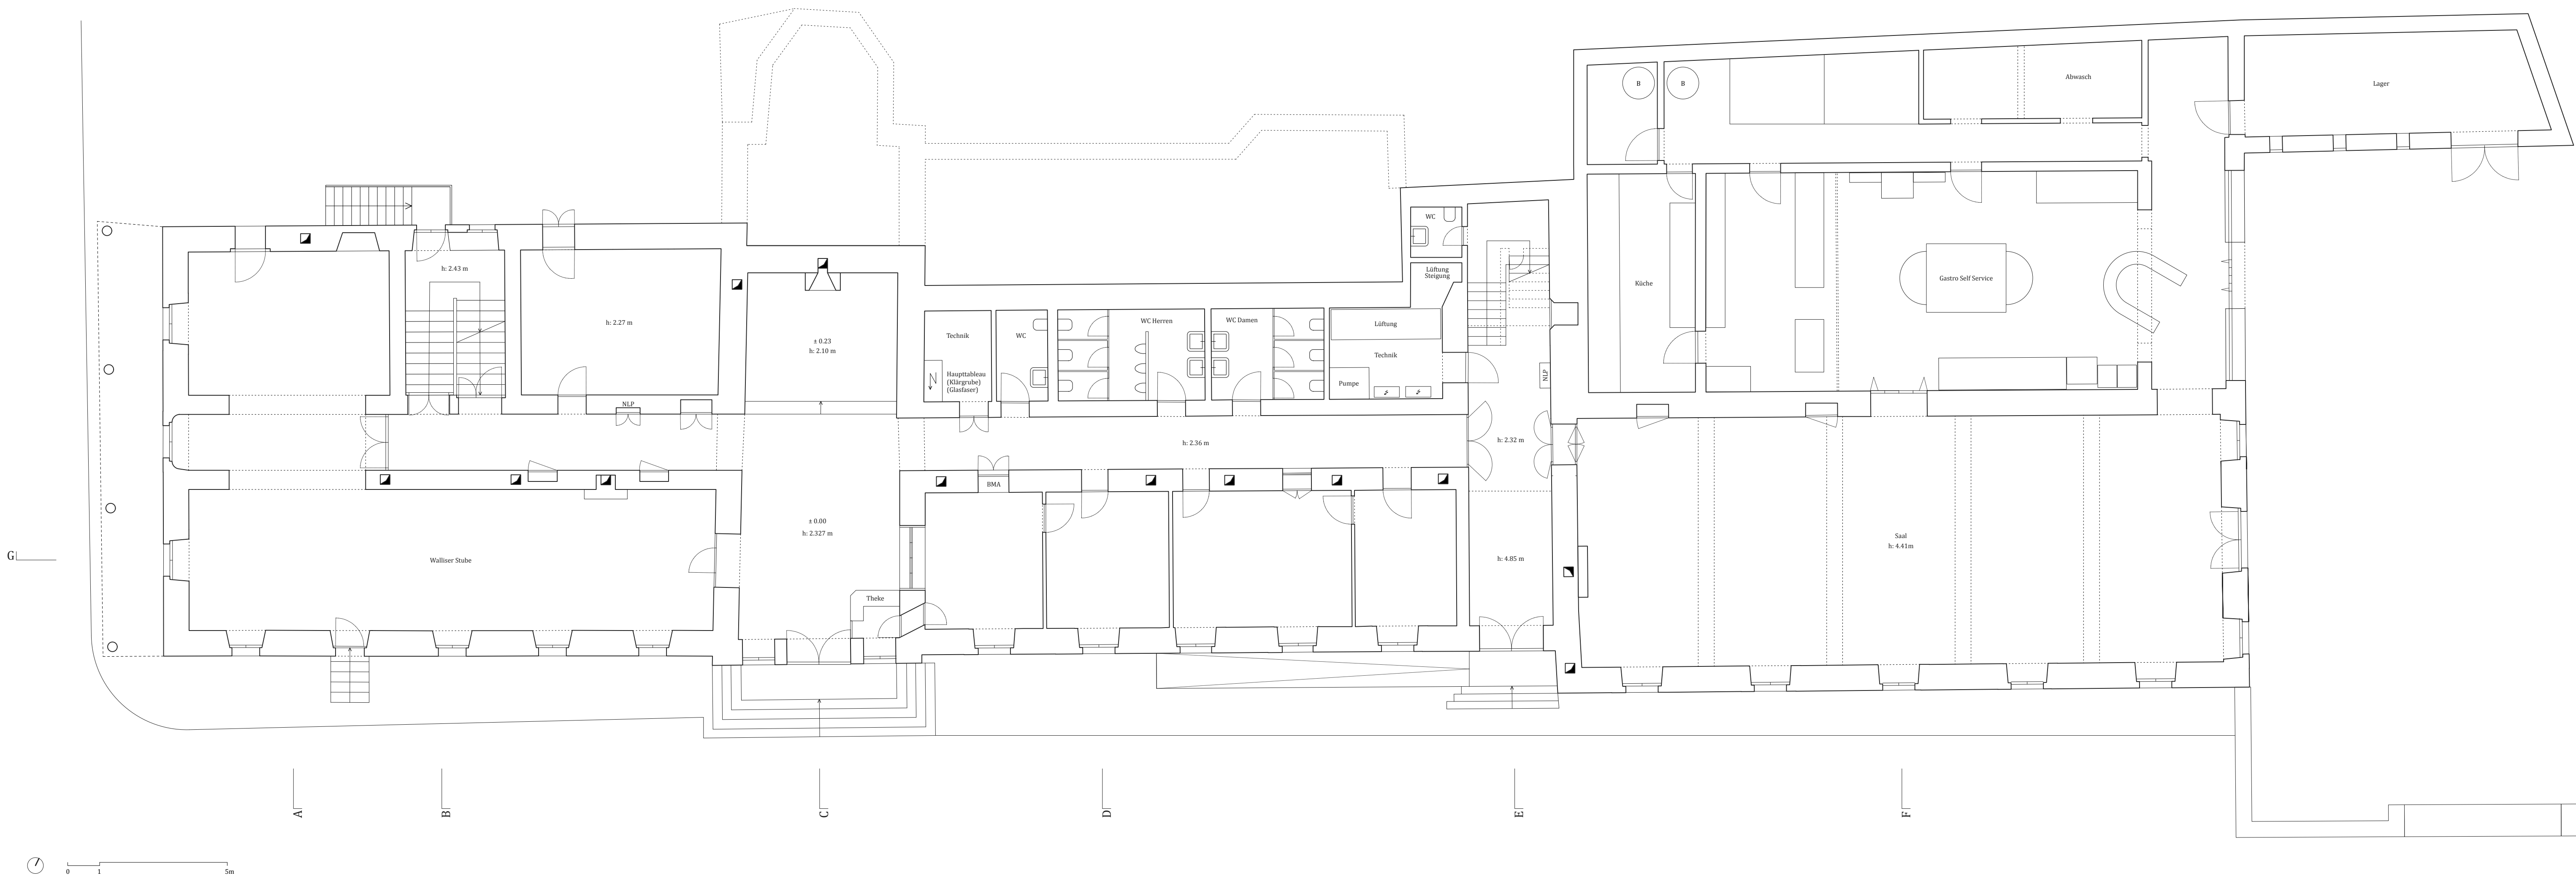 B
B
Abwasch
Lager
WC
h: 2.43 m
Lüftung
Steigung
Küche
Gastro Self Service
h: 2.27 m
± 0.23
h: 2.10 m
Technik
WC
WC Herren
WC Damen
Lüftung
Technik
Haupttableau
(Klärgrube)
(Glasfaser)
Pumpe
NLP
NLP
h: 2.36 m
h: 2.32 m
BMA
± 0.00
h: 2.327 m
Saal
h: 4.41m
G
Walliser Stube
h: 4.85 m
Theke
A
B
C
D
E
F
0 1 5m